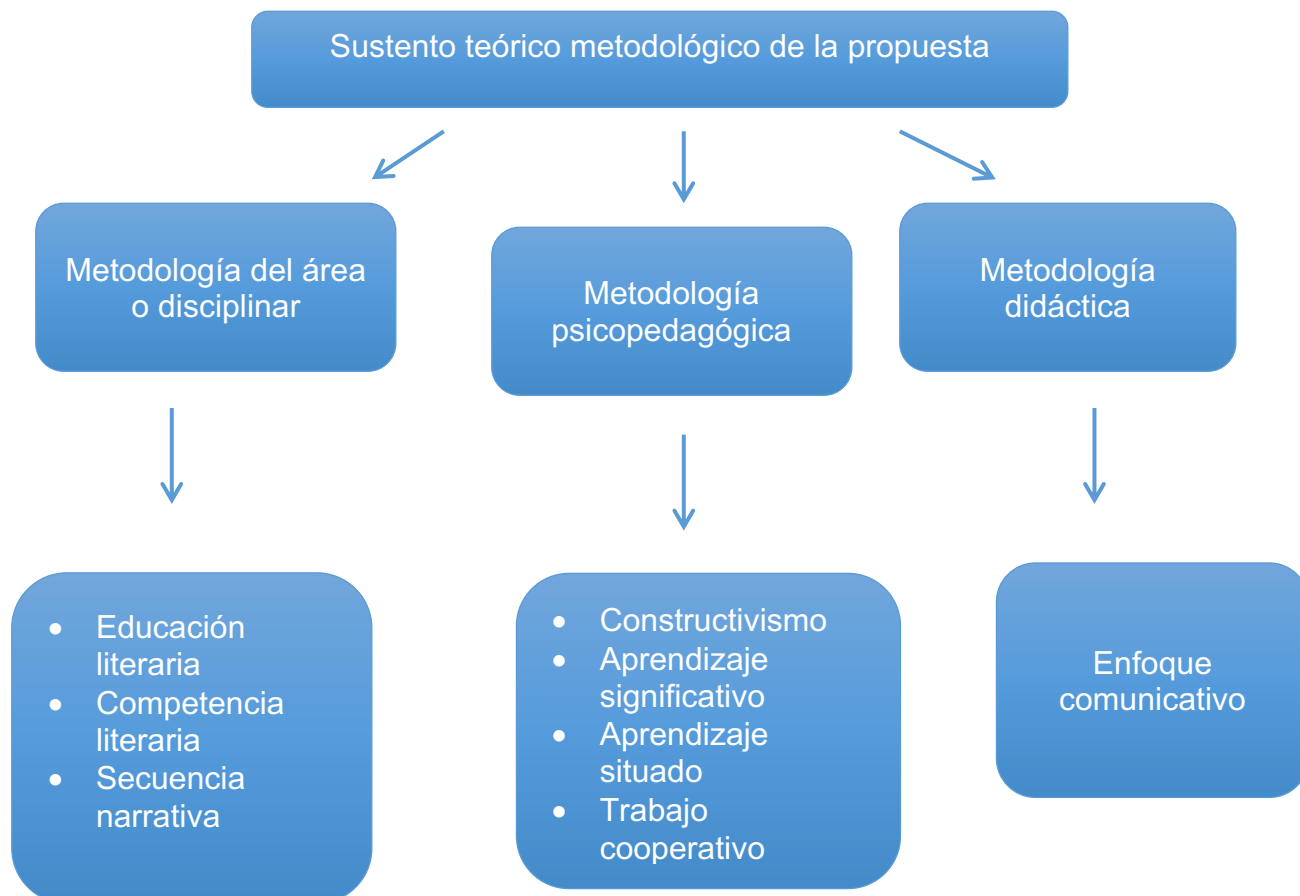 Sustento teórico metodológico de la propuesta
Metodología del área
o disciplinar
Metodología
psicopedagógica
Metodología
didáctica
• Educación
literaria
• Competencia
literaria
• Secuencia
narrativa
• Constructivismo
• Aprendizaje
significativo
• Aprendizaje
situado
• Trabajo
cooperativo
Enfoque
comunicativo